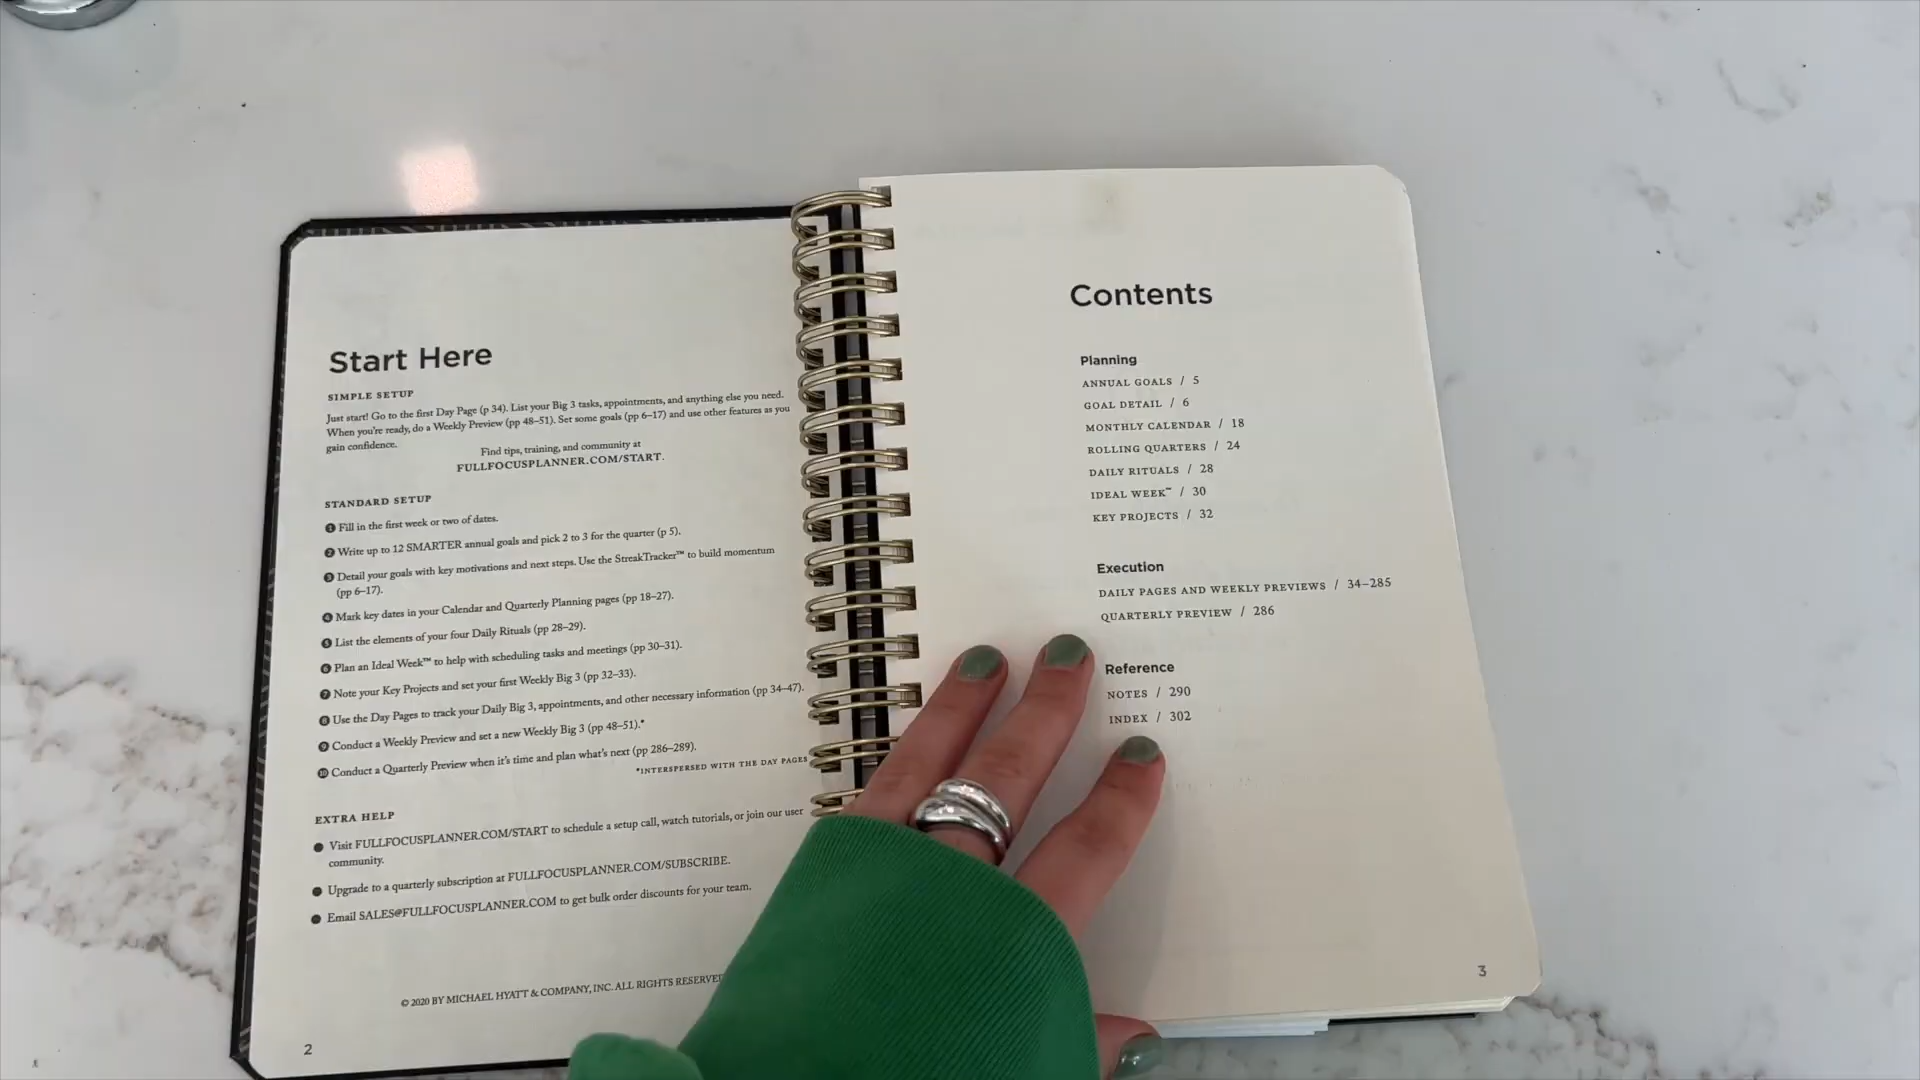 Start Here
SIMPLE SETUP
Just start! Go to the first Day Page (p 34). List your Big 3 tasks, appointments, and anything else you need.
When you're ready, do a Weekly Preview (pp 48–51). Set some goals (pp 6–17) and use other features as you
gain confidence.
Find tips, training, and community at
FULLFOCUSPLANNER.COM/START.
STANDARD SETUP
1 Fill in the first week or two of dates.
2 Write up to 12 SMARTER annual goals and pick 2 to 3 for the quarter (p 5).
3 Detail your goals with key motivations and next steps. Use the StreakTracker™ to build momentum
(pp 6–17).
4 Mark key dates in your Calendar and Quarterly Planning pages (pp 18–27).
5 List the elements of your four Daily Rituals (pp 28–29).
6 Plan an Ideal Week™ to help with scheduling tasks and meetings (pp 30–31).
7 Note your Key Projects and set your first Weekly Big 3 (pp 32–33).
8 Use the Day Pages to track your Daily Big 3, appointments, and other necessary information (pp 34–47).
9 Conduct a Weekly Preview and set a new Weekly Big 3 (pp 48–51).*
10 Conduct a Quarterly Preview when it's time and plan what's next (pp 286–289).
*INTERSPERSED WITH THE DAY PAGES
EXTRA HELP
● Visit FULLFOCUSPLANNER.COM/START to schedule a setup call, watch tutorials, or join our user
community.
● Upgrade to a quarterly subscription at FULLFOCUSPLANNER.COM/SUBSCRIBE.
● Email SALES@FULLFOCUSPLANNER.COM to get bulk order discounts for your team.
© 2020 BY MICHAEL HYATT & COMPANY, INC. ALL RIGHTS RESERVED
2
Contents
Planning
ANNUAL GOALS / 5
GOAL DETAIL / 6
MONTHLY CALENDAR / 18
ROLLING QUARTERS / 24
DAILY RITUALS / 28
IDEAL WEEK™ / 30
KEY PROJECTS / 32
Execution
DAILY PAGES AND WEEKLY PREVIEWS / 34–285
QUARTERLY PREVIEW / 286
Reference
NOTES / 290
INDEX / 302
3